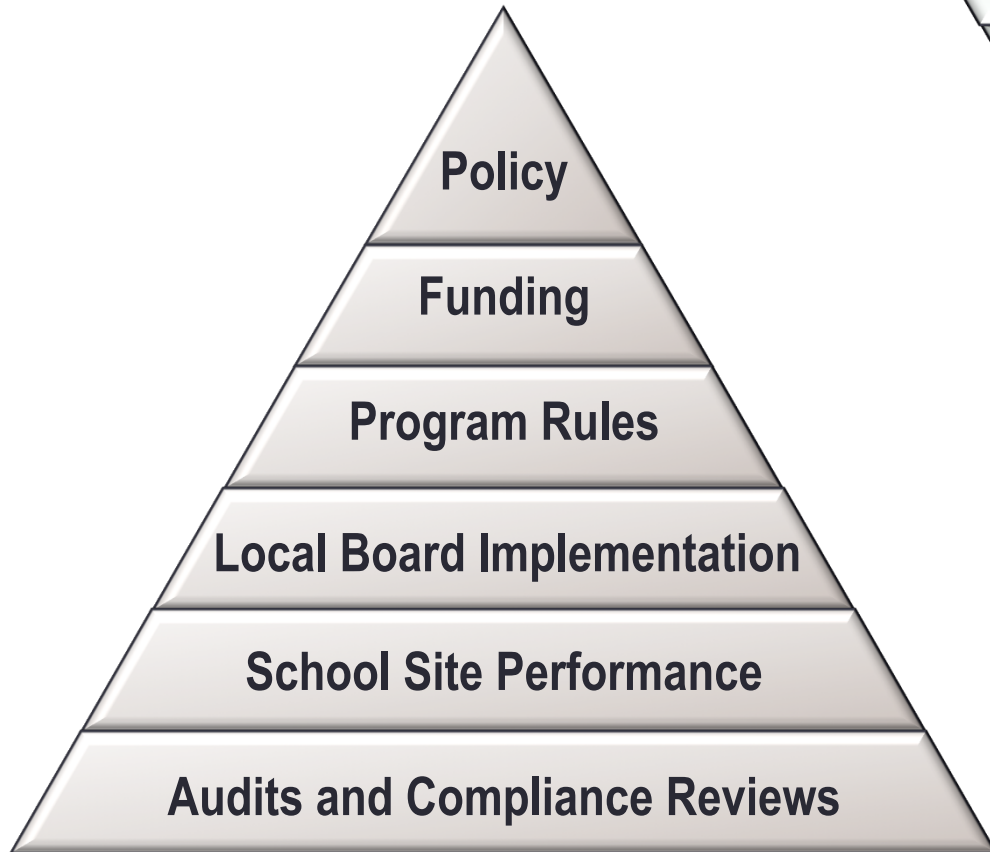 Policy
Funding
Program Rules
Local Board Implementation
School Site Performance
Audits and Compliance Reviews